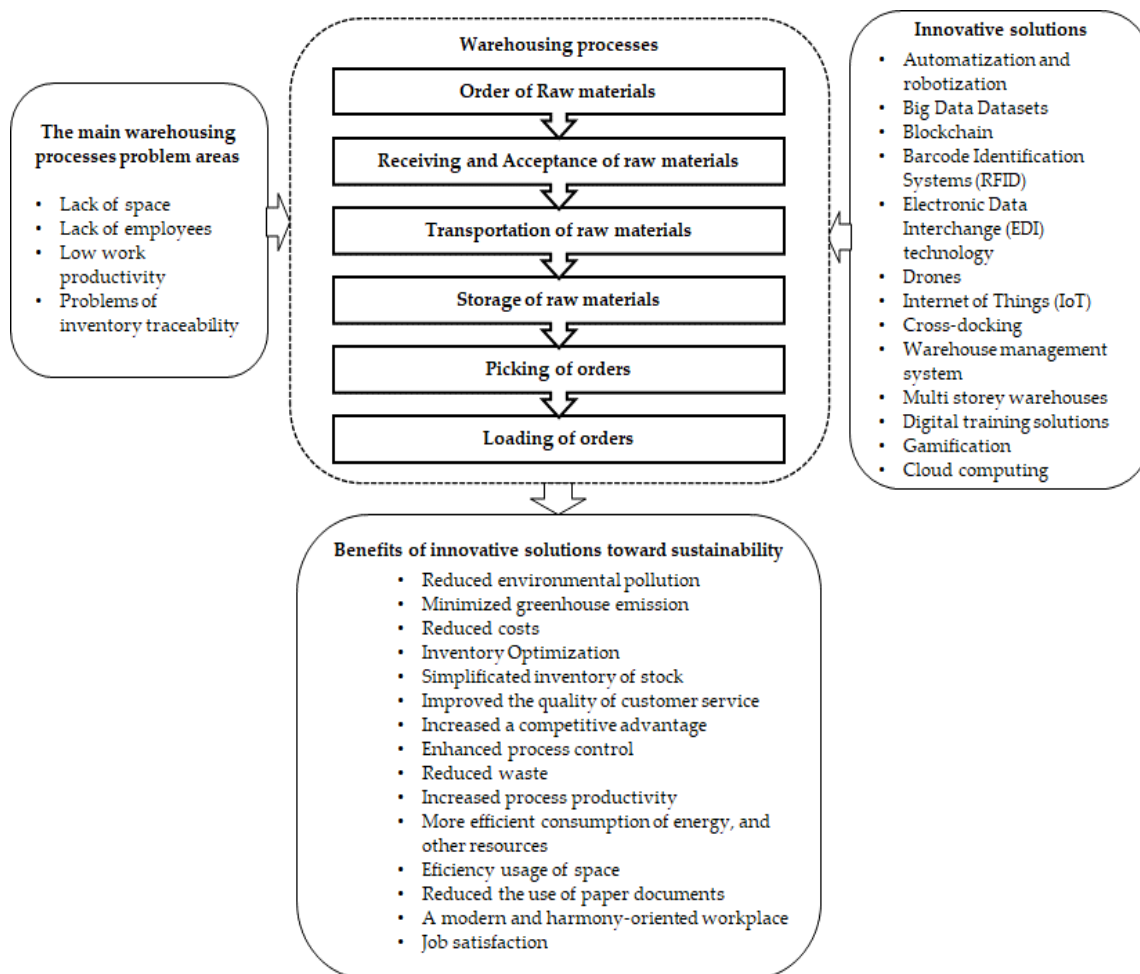 The main warehousing
processes problem areas
• Lack of space
• Lack of employees
• Low work
productivity
• Problems of
inventory traceability
Warehousing processes
Order of Raw materials
Receiving and Acceptance of raw materials
Transportation of raw materials
Storage of raw materials
Picking of orders
Loading of orders
Innovative solutions
• Automatization and
robotization
• Big Data Datasets
• Blockchain
• Barcode Identification
Systems (RFID)
• Electronic Data
Interchange (EDI)
technology
• Drones
• Internet of Things (IoT)
• Cross-docking
• Warehouse management
system
• Multi storey warehouses
• Digital training solutions
• Gamification
• Cloud computing
Benefits of innovative solutions toward sustainability
• Reduced environmental pollution
• Minimized greenhouse emission
• Reduced costs
• Inventory Optimization
• Simplificated inventory of stock
• Improved the quality of customer service
• Increased a competitive advantage
• Enhanced process control
• Reduced waste
• Increased process productivity
• More efficient consumption of energy, and
other resources
• Eficiency usage of space
• Reduced the use of paper documents
• A modern and harmony-oriented workplace
• Job satisfaction